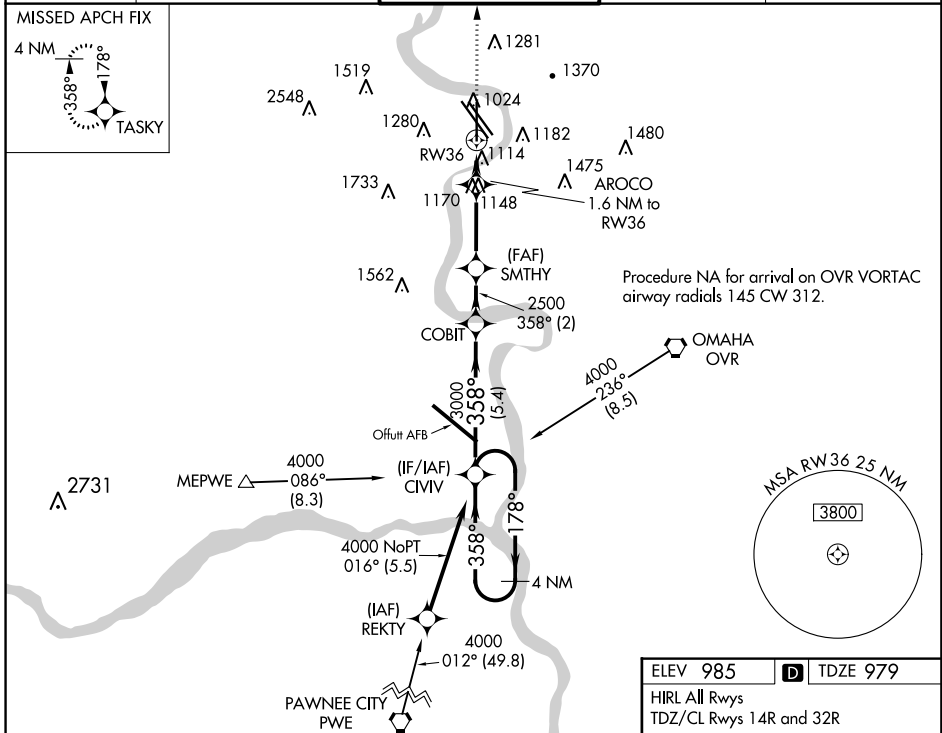 MISSED APCH FIX
4 NM
358°
178°
TASKY
1281
1370
1519
2548
1024
1280
1182
1480
RW36
1114
1475
1733
1170
1148
AROCO
1.6 NM to
RW36
(FAF)
SMTHY
1562
Procedure NA for arrival on OVR VORTAC
airway radials 145 CW 312.
2500
358° (2)
COBIT
OMAHA
OVR
4000
236°
(8.5)
3000
358°
(5.4)
Offutt AFB
2731
MEPWE
4000
086°
(8.3)
(IF/IAF)
CIVIV
MSA RW36 25 NM
3800
358°
178°
4 NM
4000 NoPT
016° (5.5)
(IAF)
REKTY
4000
012° (49.8)
PAWNEE CITY
PWE
ELEV 985 D TDZE 979
HIRL All Rwys
TDZ/CL Rwys 14R and 32R